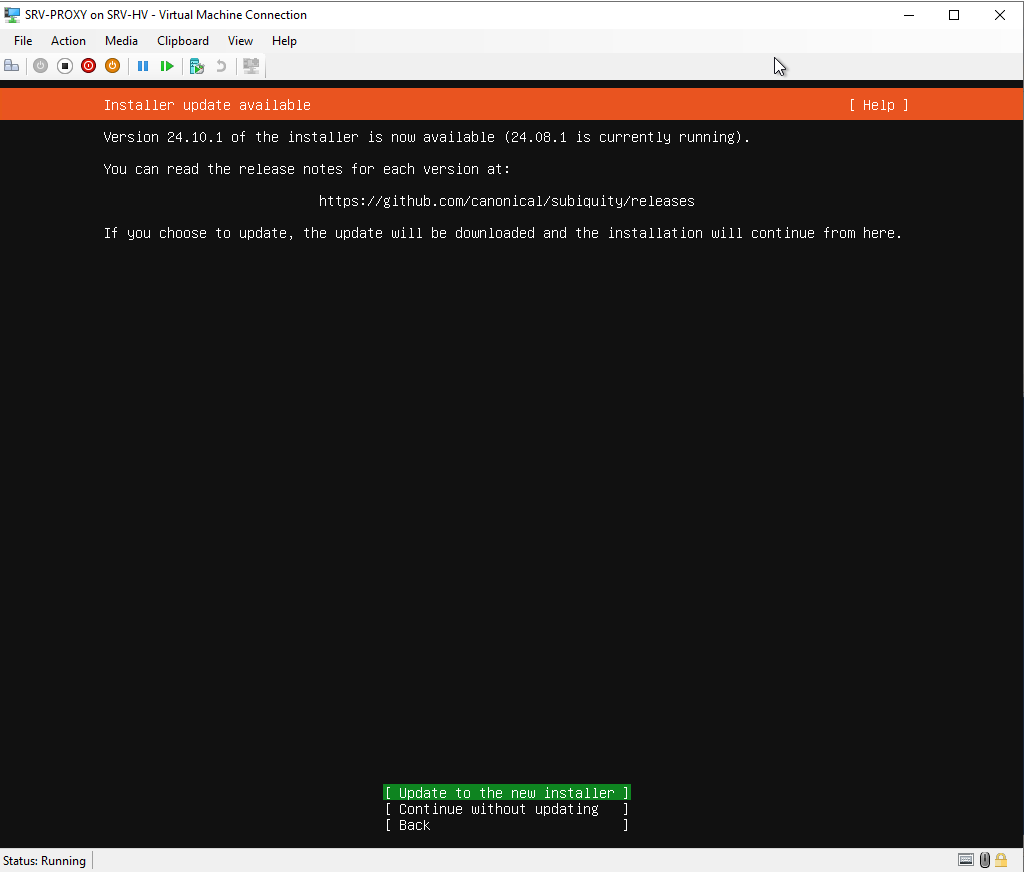 SRV-PROXY on SRV-HV - Virtual Machine Connection
File Action Media Clipboard View Help
Installer update available [ Help ]
Version 24.10.1 of the installer is now available (24.08.1 is currently running).
You can read the release notes for each version at:
https://github.com/canonical/subiquity/releases
If you choose to update, the update will be downloaded and the installation will continue from here.
[ Update to the new installer ]
[ Continue without updating ]
[ Back ]
Status: Running